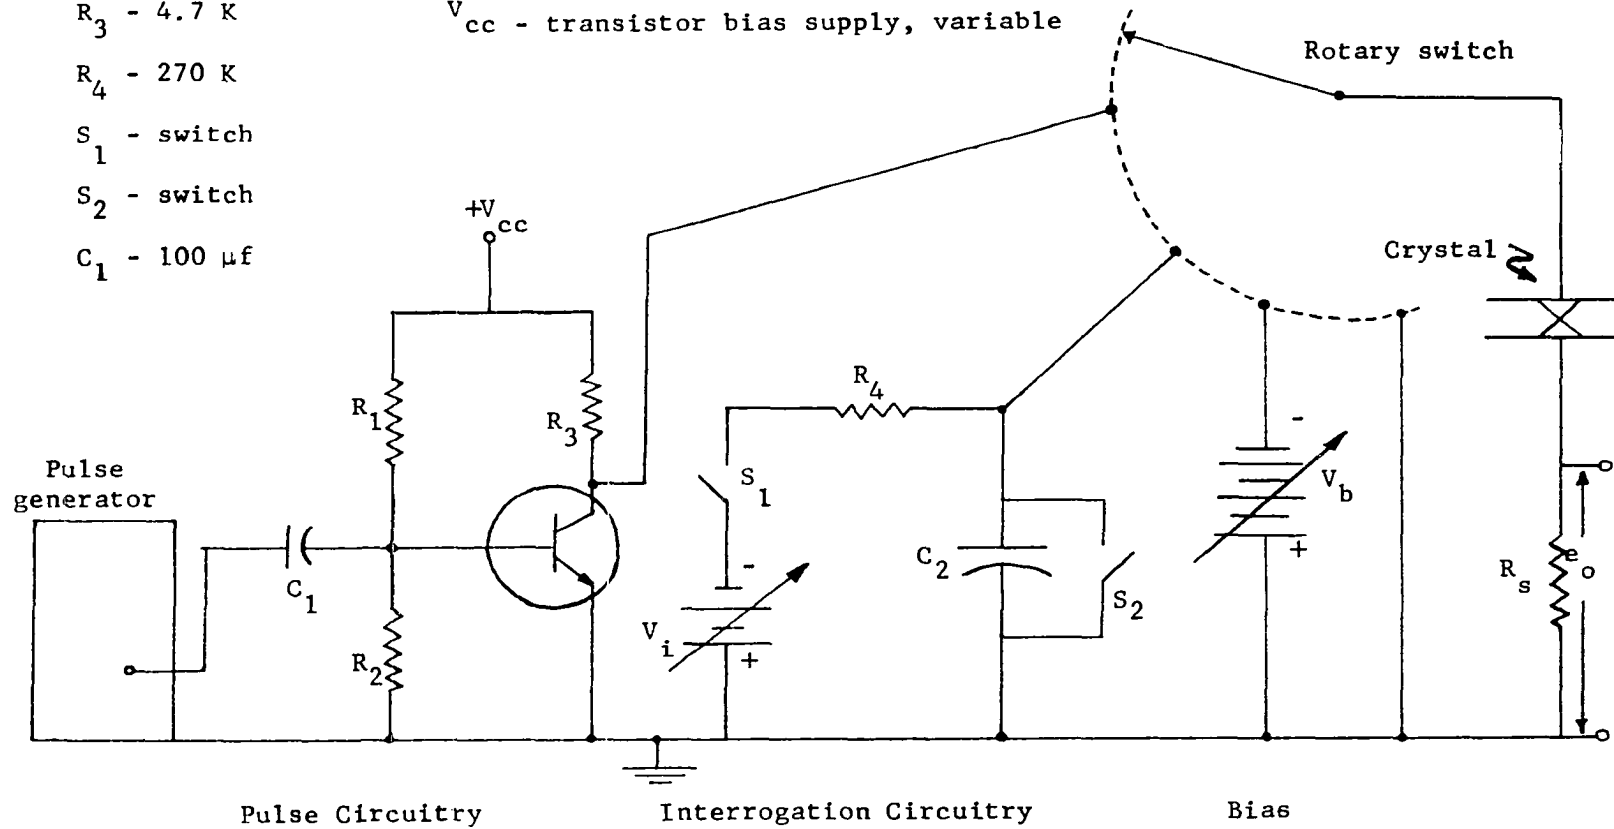 R3 - 4.7 K
Vcc - transistor bias supply, variable
R4 - 270 K
S1 - switch
S2 - switch
C1 - 100 μf
Rotary switch
+Vcc
Crystal
R1
R3
R4
Pulse
generator
S1
Vb
-
+
C1
C2
S2
-
Vi
+
R2
Rs
eo
Pulse Circuitry
Interrogation Circuitry
Bias